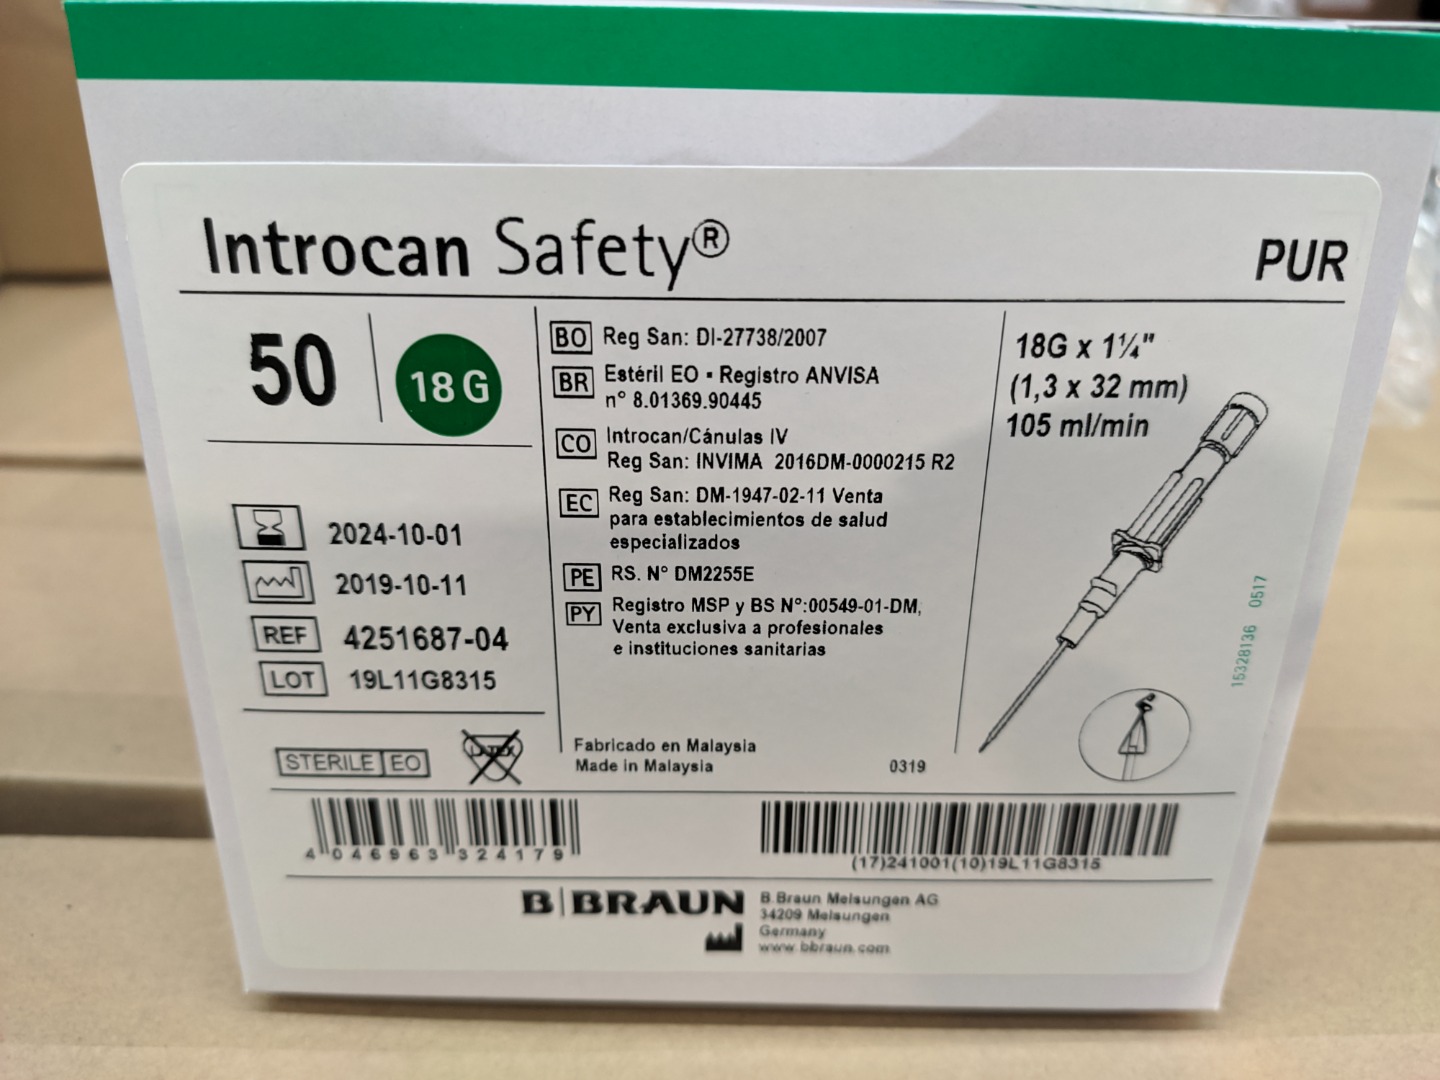 Introcan Safety®
PUR
50
18 G
BO Reg San: DI-27738/2007
BR Estéril EO ▪ Registro ANVISA
n° 8.01369.90445
CO Introcan/Cánulas IV
Reg San: INVIMA 2016DM-0000215 R2
EC Reg San: DM-1947-02-11 Venta
para establecimientos de salud
especializados
PE RS. N° DM2255E
PY Registro MSP y BS N°:00549-01-DM,
Venta exclusiva a profesionales
e instituciones sanitarias
18G x 1¼"
(1,3 x 32 mm)
105 ml/min
2024-10-01
2019-10-11
REF 4251687-04
LOT 19L11G8315
STERILE EO
LATEX
Fabricado en Malaysia
Made in Malaysia
0319
15328136 0517
4046963324179
(17)241001(10)19L11G8315
B|BRAUN
B.Braun Melsungen AG
34209 Melsungen
Germany
www.bbraun.com